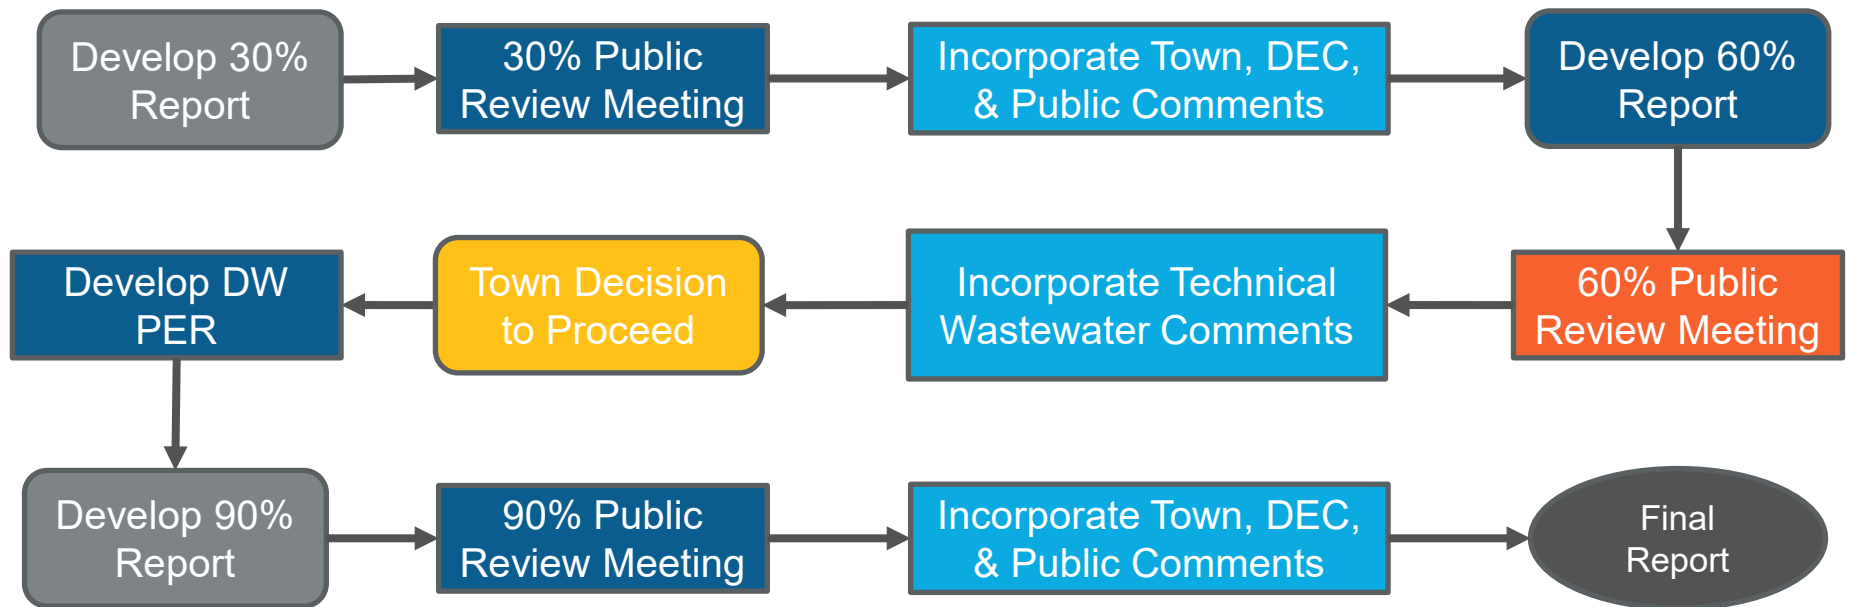 Develop 30%
Report
30% Public
Review Meeting
Incorporate Town, DEC,
& Public Comments
Develop 60%
Report
60% Public
Review Meeting
Incorporate Technical
Wastewater Comments
Town Decision
to Proceed
Develop DW
PER
Develop 90%
Report
90% Public
Review Meeting
Incorporate Town, DEC,
& Public Comments
Final
Report